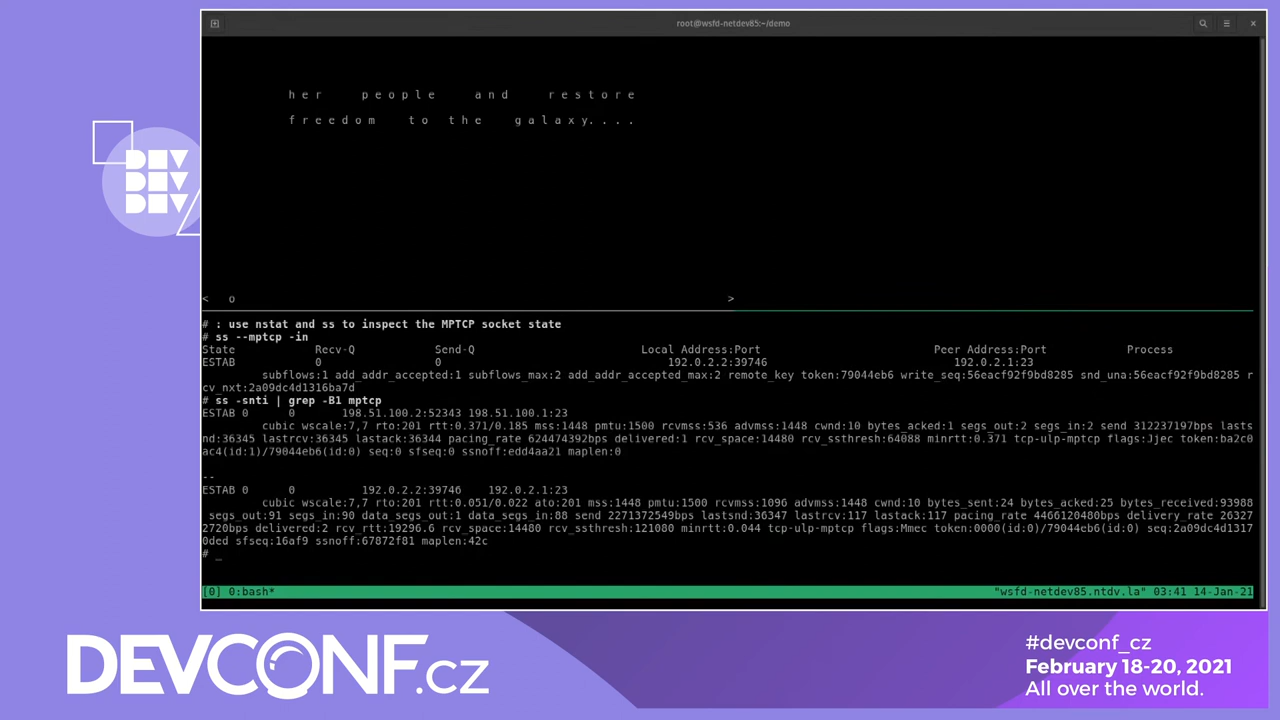 root@wsfd-netdev85:~/demo
her people and restore
freedom to the galaxy....
DEV
DEV
DEV
< o >
# : use nstat and ss to inspect the MPTCP socket state
# ss --mptcp -in
State Recv-Q Send-Q Local Address:Port Peer Address:Port Process
ESTAB 0 0 192.0.2.2:39746 192.0.2.1:23
subflows:1 add_addr_accepted:1 subflows_max:2 add_addr_accepted_max:2 remote_key token:79044eb6 write_seq:56eacf92f9bd8285 snd_una:56eacf92f9bd8285 r
cv_nxt:2a09dc4d1316ba7d
# ss -snti | grep -B1 mptcp
ESTAB 0 0 198.51.100.2:52343 198.51.100.1:23
cubic wscale:7,7 rto:201 rtt:0.371/0.185 mss:1448 pmtu:1500 rcvmss:536 advmss:1448 cwnd:10 bytes_acked:1 segs_out:2 segs_in:2 send 312237197bps lasts
nd:36345 lastrcv:36345 lastack:36344 pacing_rate 624474392bps delivered:1 rcv_space:14480 rcv_ssthresh:64088 minrtt:0.371 tcp-ulp-mptcp flags:Jjec token:ba2c0
ac4(id:1)/79044eb6(id:0) seq:0 sfseq:0 ssnoff:edd4aa21 maplen:0
--
ESTAB 0 0 192.0.2.2:39746 192.0.2.1:23
cubic wscale:7,7 rto:201 rtt:0.051/0.022 ato:201 mss:1448 pmtu:1500 rcvmss:1096 advmss:1448 cwnd:10 bytes_sent:24 bytes_acked:25 bytes_received:93988
segs_out:91 segs_in:90 data_segs_out:1 data_segs_in:88 send 2271372549bps lastsnd:36347 lastrcv:117 lastack:117 pacing_rate 4466120480bps delivery_rate 26327
2720bps delivered:2 rcv_rtt:19296.6 rcv_space:14480 rcv_ssthresh:121080 minrtt:0.044 tcp-ulp-mptcp flags:Mmec token:0000(id:0)/79044eb6(id:0) seq:2a09dc4d1317
0ded sfseq:16af9 ssnoff:67872f81 maplen:42c
# _
[0] 0:bash* "wsfd-netdev85.ntdv.la" 03:41 14-Jan-21
DEVCONF.cz
#devconf_cz
February 18-20, 2021
All over the world.